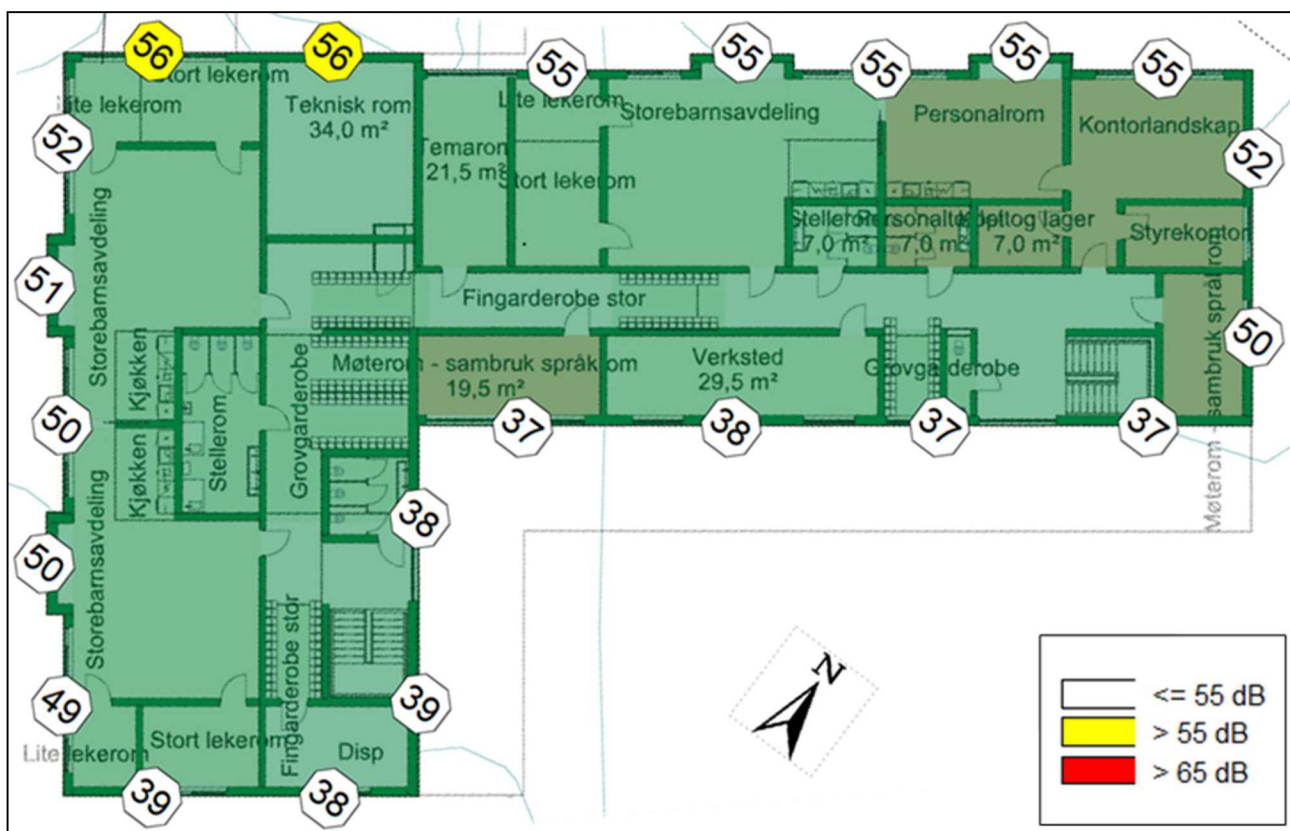 56
56
55
55
55
55
55
Stort lekerom
Lite lekerom
Teknisk rom
34,0 m²
Temarom
21,5 m²
Lite lekerom
Stort lekerom
Storebarnsavdeling
Personalrom
Kontorlandskap
52
52
Stellerom
7,0 m²
7,0 m²
7,0 m²
Styrekontor
51
Storebarnsavdeling
Fingarderobe stor
50
Kjøkken
Stellerom
Grovgarderobe
Møterom - sambruk språkrom
19,5 m²
Verksted
29,5 m²
Grovgarderobe
Møterom - sambruk språkrom
50
37
38
37
37
Kjøkken
38
50
Storebarnsavdeling
Fingarderobe stor
49
39
Lite lekerom
Stort lekerom
Disp
39
38
N
<= 55 dB
> 55 dB
> 65 dB